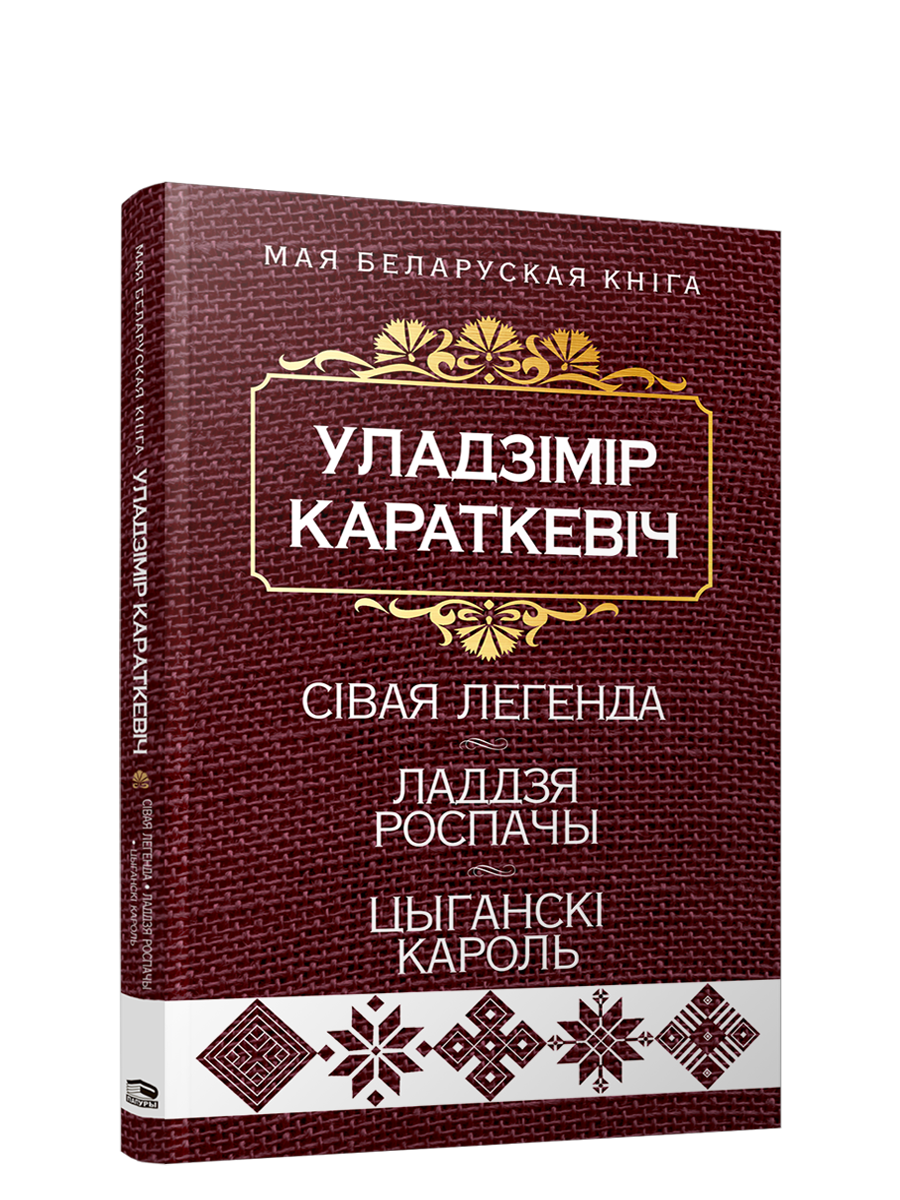 МАЯ БЕЛАРУСКАЯ КНІГА
УЛАДЗІМІР
КАРАТКЕВІЧ
СІВАЯ ЛЕГЕНДА
ЛАДДЗЯ
РОСПАЧЫ
ЦЫГАНСКІ
КАРОЛЬ
МАЯ БЕЛАРУСКАЯ КНІГА УЛАДЗІМІР КАРАТКЕВІЧ СІВАЯ ЛЕГЕНДА • ЛАДДЗЯ РОСПАЧЫ
• ЦЫГАНСКІ КАРОЛЬ
ПАПУРЫ